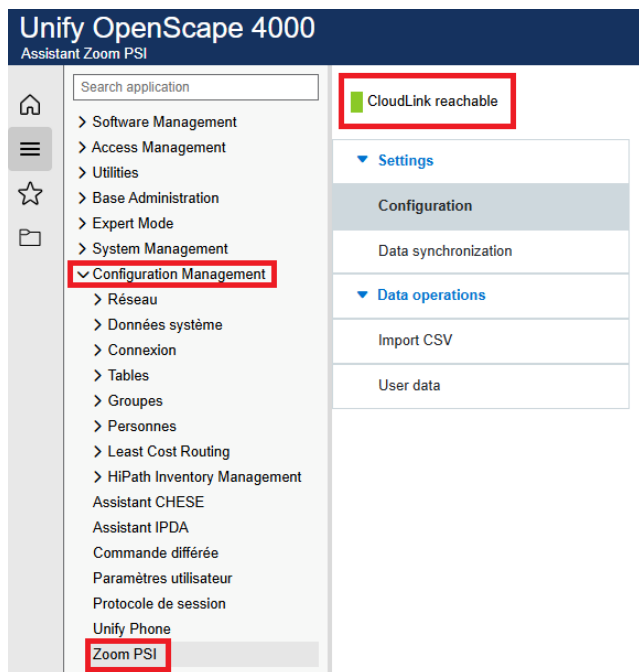 Unify OpenScape 4000
Assistant Zoom PSI
Search application
Software Management
Access Management
Utilities
Base Administration
Expert Mode
System Management
Configuration Management
Réseau
Données système
Connexion
Tables
Groupes
Personnes
Least Cost Routing
HiPath Inventory Management
Assistant CHESE
Assistant IPDA
Commande différée
Paramètres utilisateur
Protocole de session
Unify Phone
Zoom PSI
CloudLink reachable
Settings
Configuration
Data synchronization
Data operations
Import CSV
User data